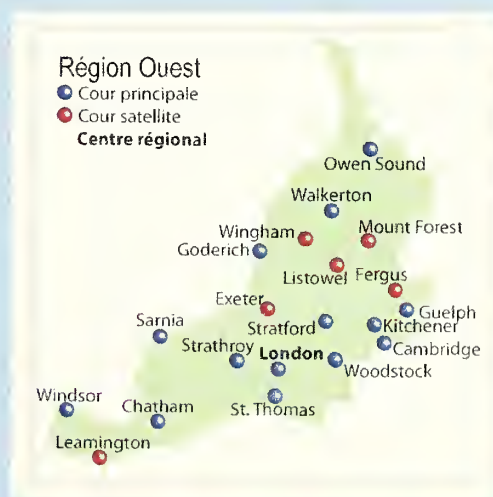 Région Ouest
Cour principale
Cour satellite
Centre régional
Owen Sound
Walkerton
Wingham
Mount Forest
Goderich
Listowel
Fergus
Exeter
Guelph
Sarnia
Stratford
Kitchener
Strathroy
London
Cambridge
Woodstock
Windsor
Chatham
St. Thomas
Leamington